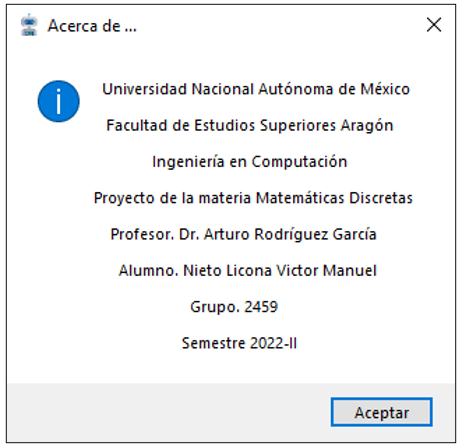 Acerca de ...
Universidad Nacional Autónoma de México
Facultad de Estudios Superiores Aragón
Ingeniería en Computación
Proyecto de la materia Matemáticas Discretas
Profesor. Dr. Arturo Rodríguez García
Alumno. Nieto Licona Victor Manuel
Grupo. 2459
Semestre 2022-II
Aceptar